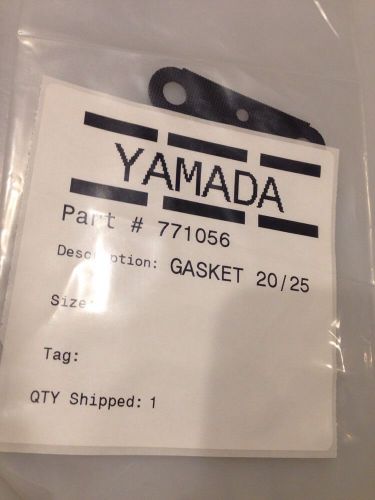 YAMADA
Part # 771056
Description: GASKET 20/25
Size:
Tag:
QTY Shipped: 1